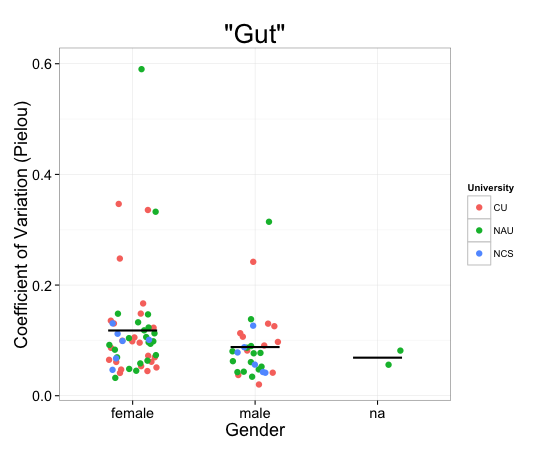 "Gut"
Coefficient of Variation (Pielou)
0.6
0.4
0.2
0.0
female male na
Gender
University
CU
NAU
NCS